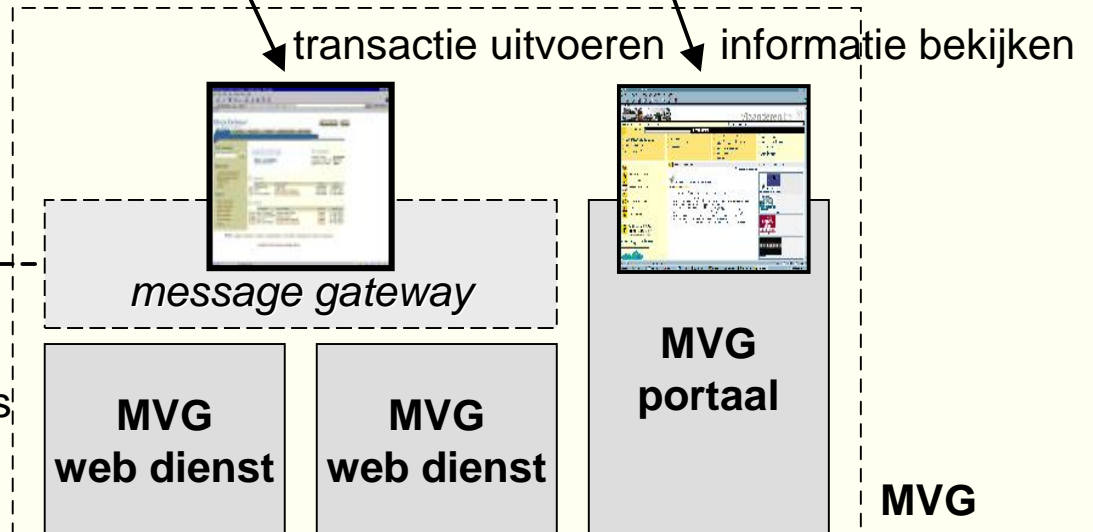 transactie uitvoeren
informatie bekijken
message gateway
MVG
portaal
s
MVG
web dienst
MVG
web dienst
MVG